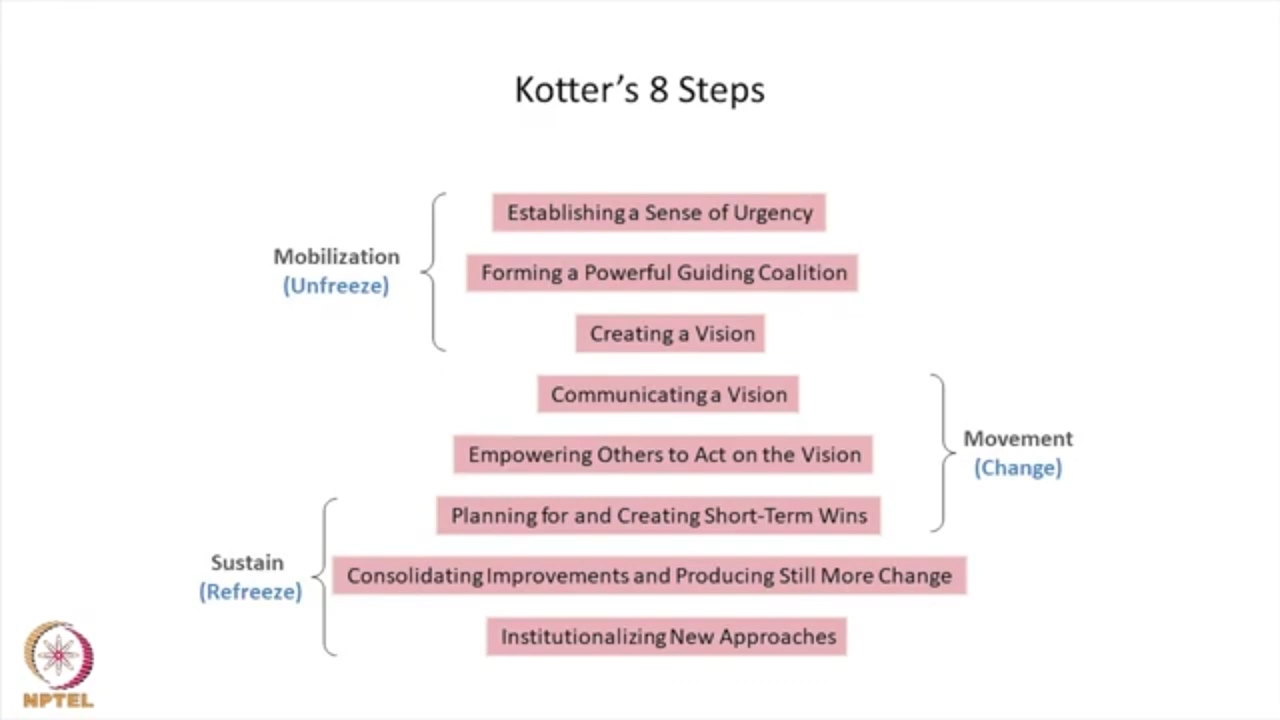 Kotter’s 8 Steps
Mobilization
(Unfreeze)
Establishing a Sense of Urgency
Forming a Powerful Guiding Coalition
Creating a Vision
Communicating a Vision
Empowering Others to Act on the Vision
Planning for and Creating Short-Term Wins
Movement
(Change)
Sustain
(Refreeze)
Consolidating Improvements and Producing Still More Change
Institutionalizing New Approaches
NPTEL